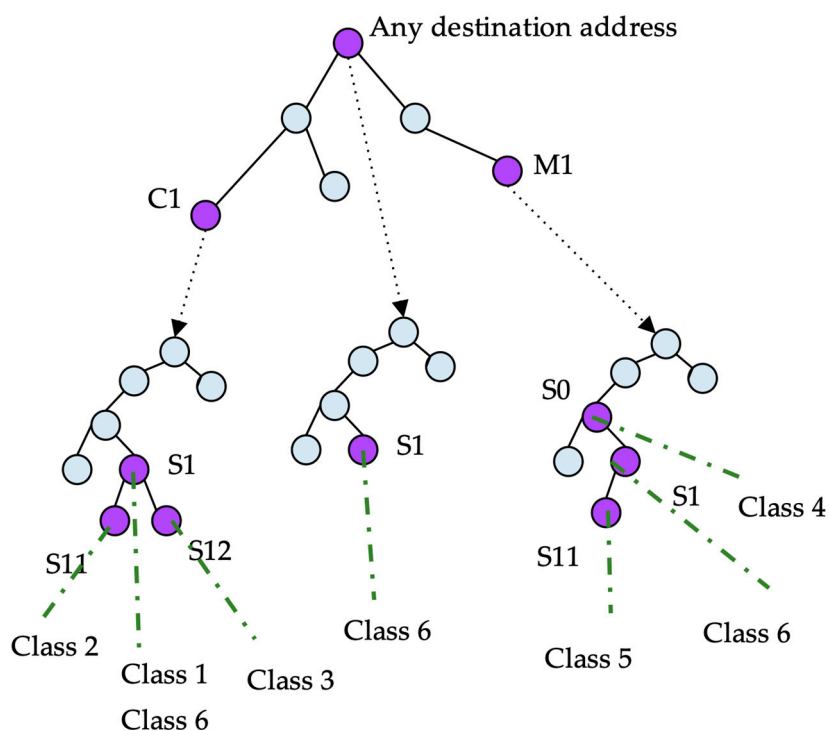 Any destination address
M1
C1
S0
S1
S1
S1
Class 4
S11
S12
S11
Class 6
Class 6
Class 2
Class 5
Class 1
Class 3
Class 6